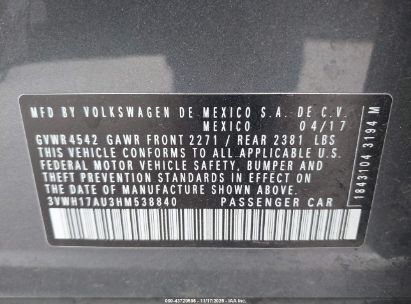 MFD. BY VOLKSWAGEN DE MEXICO S.A. DE C.V.
MEXICO 04/17
GVWR4542 GAWR FRONT 2271 / REAR 2381 LBS
THIS VEHICLE CONFORMS TO ALL APPLICABLE U.S.
FEDERAL MOTOR VEHICLE SAFETY, BUMPER AND
THEFT PREVENTION STANDARDS IN EFFECT ON THE
DATE OF MANUFACTURE SHOWN ABOVE.
3VWH17AU3HM538840 PASSENGER CAR
1843104 3194 M